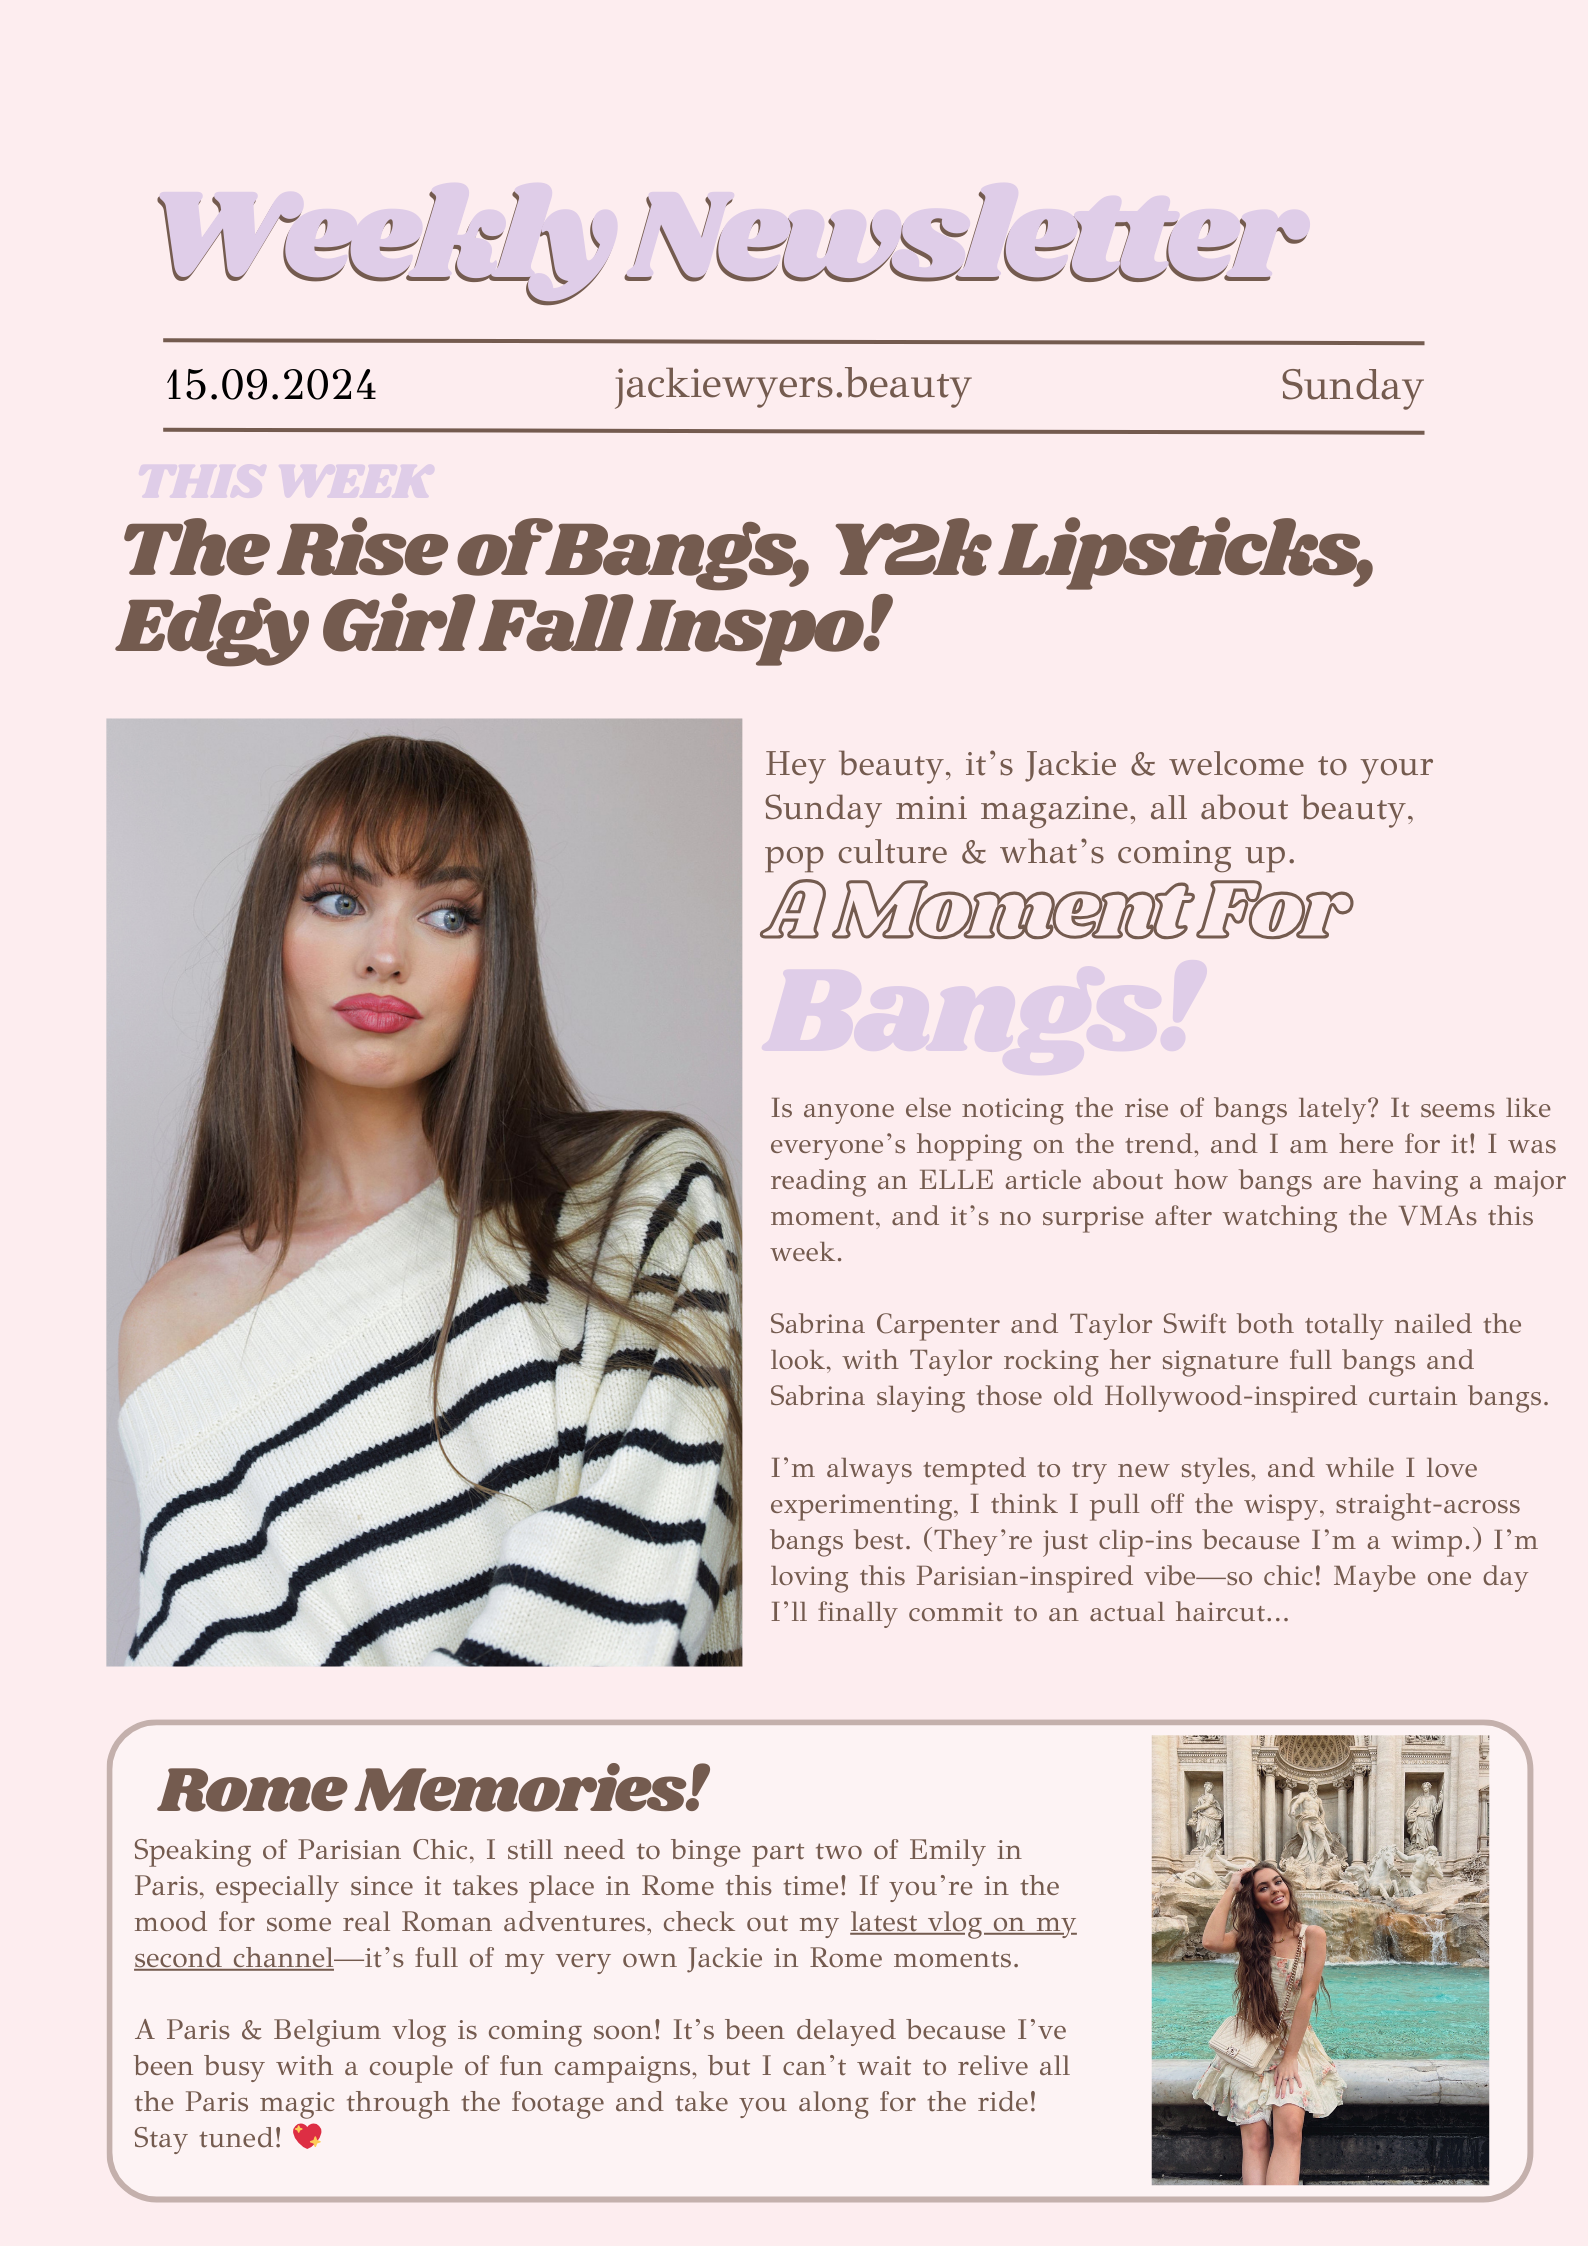 Weekly Newsletter
15.09.2024 jackiewyers.beauty Sunday
THIS WEEK
The Rise of Bangs, Y2k Lipsticks,
Edgy Girl Fall Inspo!
Hey beauty, it’s Jackie & welcome to your
Sunday mini magazine, all about beauty,
pop culture & what’s coming up.
A Moment For
Bangs!
Is anyone else noticing the rise of bangs lately? It seems like
everyone’s hopping on the trend, and I am here for it! I was
reading an ELLE article about how bangs are having a major
moment, and it’s no surprise after watching the VMAs this
week.
Sabrina Carpenter and Taylor Swift both totally nailed the
look, with Taylor rocking her signature full bangs and
Sabrina slaying those old Hollywood-inspired curtain bangs.
I’m always tempted to try new styles, and while I love
experimenting, I think I pull off the wispy, straight-across
bangs best. (They’re just clip-ins because I’m a wimp.) I’m
loving this Parisian-inspired vibe—so chic! Maybe one day
I’ll finally commit to an actual haircut...
Rome Memories!
Speaking of Parisian Chic, I still need to binge part two of Emily in
Paris, especially since it takes place in Rome this time! If you’re in the
mood for some real Roman adventures, check out my latest vlog on my
second channel—it’s full of my very own Jackie in Rome moments.
A Paris & Belgium vlog is coming soon! It’s been delayed because I’ve
been busy with a couple of fun campaigns, but I can’t wait to relive all
the Paris magic through the footage and take you along for the ride!
Stay tuned! 💖